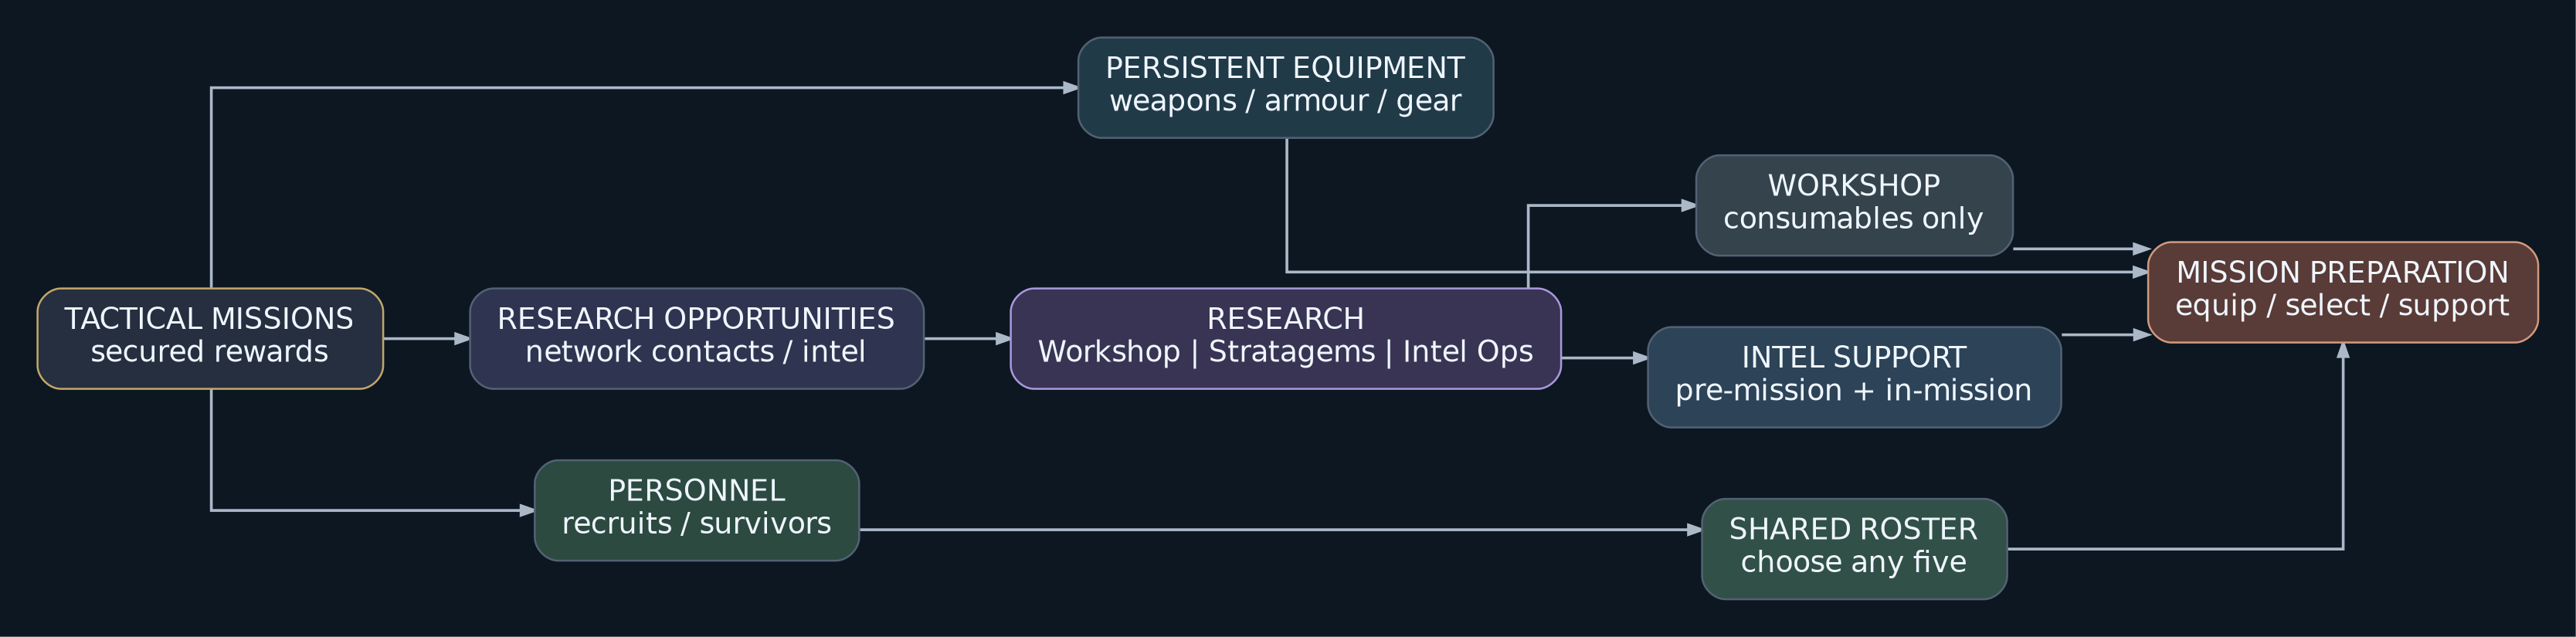 PERSISTENT EQUIPMENT
weapons / armour / gear
WORKSHOP
consumables only
MISSION PREPARATION
equip / select / support
TACTICAL MISSIONS
secured rewards
RESEARCH OPPORTUNITIES
network contacts / intel
RESEARCH
Workshop | Stratagems | Intel Ops
INTEL SUPPORT
pre-mission + in-mission
PERSONNEL
recruits / survivors
SHARED ROSTER
choose any five